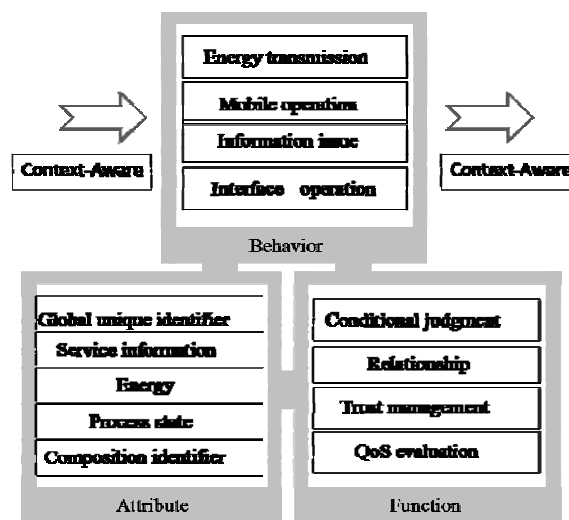 Energy transmission
Mobile operation
Information issue
Interface operation
Context-Aware
Context-Aware
Behavior
Global unique identifier
Service information
Energy
Process state
Composition identifier
Attribute
Conditional judgment
Relationship
Trust management
QoS evaluation
Function